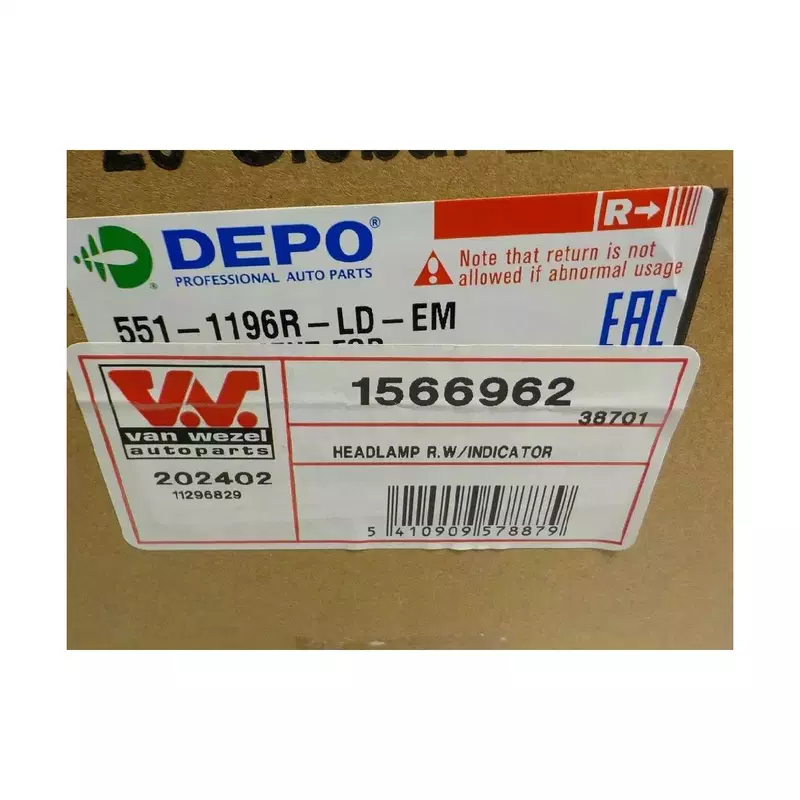 DEPO®
PROFESSIONAL AUTO PARTS
R→
Note that return is not
allowed if abnormal usage
551-1196R-LD-EM
EAC
van wezel
autoparts
202402
11296829
1566962
38701
HEADLAMP R.W/INDICATOR
5 410909 578879